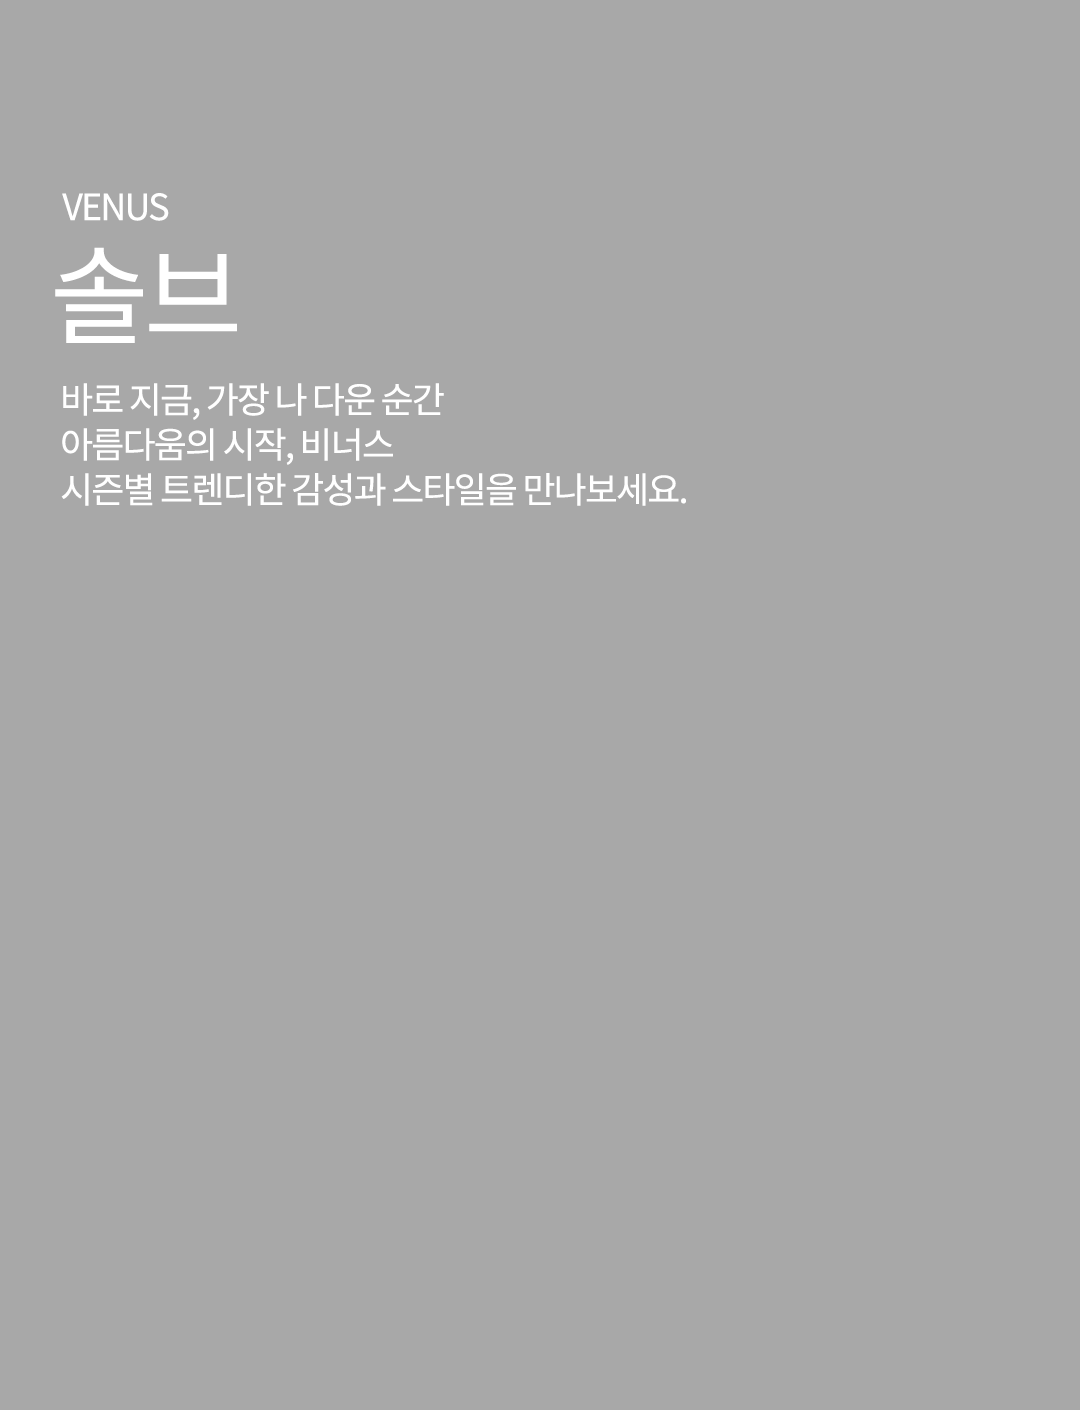 VENUS
솔브
바로 지금, 가장 나 다운 순간
아름다움의 시작, 비너스
시즌별 트렌디한 감성과 스타일을 만나보세요.